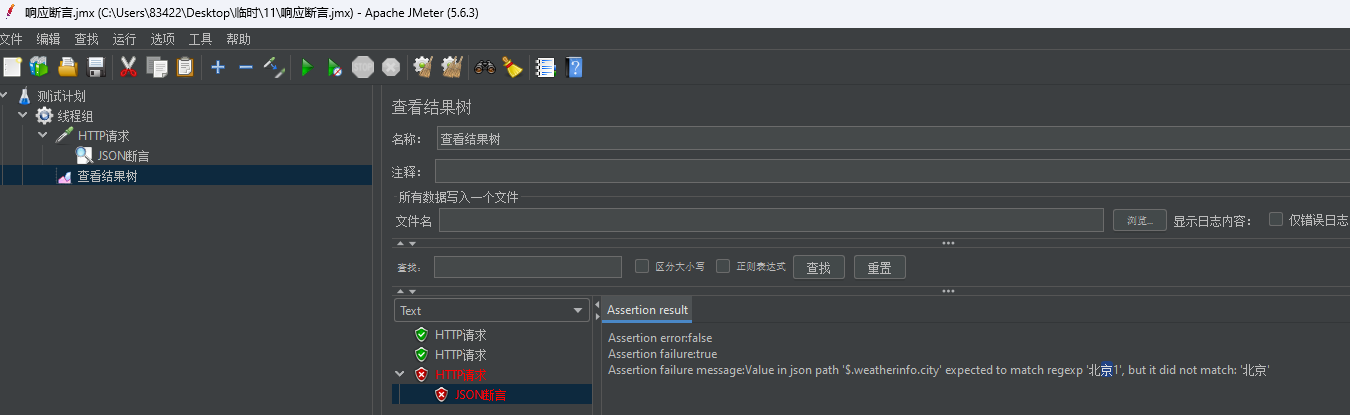 响应断言.jmx (C:\Users\83422\Desktop\临时\11\响应断言.jmx) - Apache JMeter (5.6.3)
文件 编辑 查找 运行 选项 工具 帮助
STOP
测试计划
线程组
HTTP请求
JSON断言
查看结果树
查看结果树
名称： 查看结果树
注释：
所有数据写入一个文件
文件名 浏览... 显示日志内容： 仅错误日志
查找： 区分大小写 正则表达式 查找 重置
Text
HTTP请求
HTTP请求
HTTP请求
JSON断言
Assertion result
Assertion error:false
Assertion failure:true
Assertion failure message:Value in json path '$.weatherinfo.city' expected to match regexp '北京1', but it did not match: '北京'